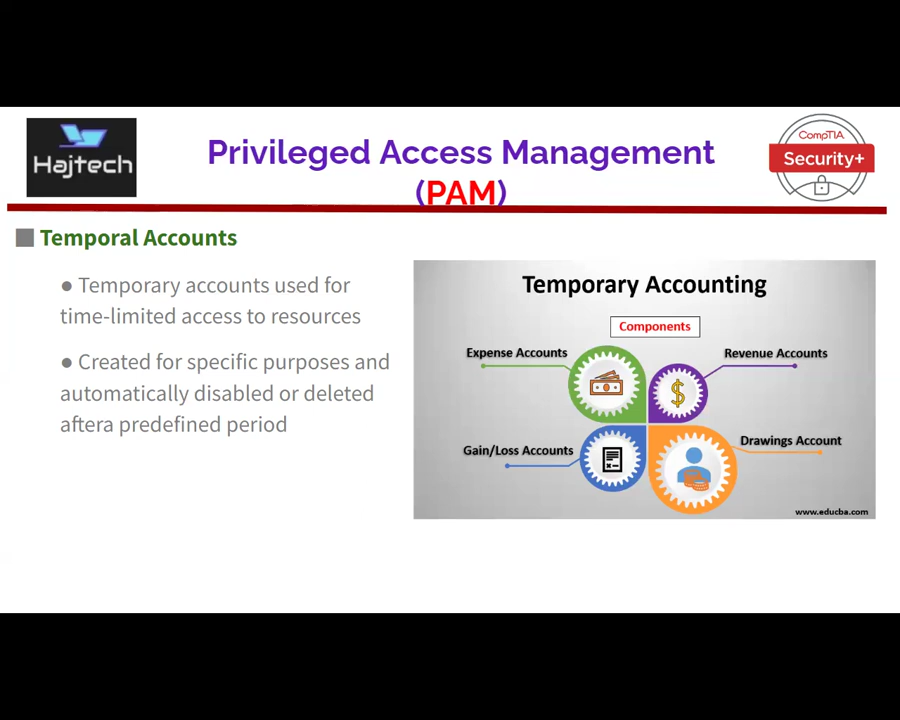 Hajtech
Privileged Access Management
(PAM)
CompTIA
Security+
Temporal Accounts
● Temporary accounts used for
time-limited access to resources
● Created for specific purposes and
automatically disabled or deleted
aftera predefined period
Temporary Accounting
Components
Expense Accounts
Revenue Accounts
Gain/Loss Accounts
Drawings Account
www.educba.com